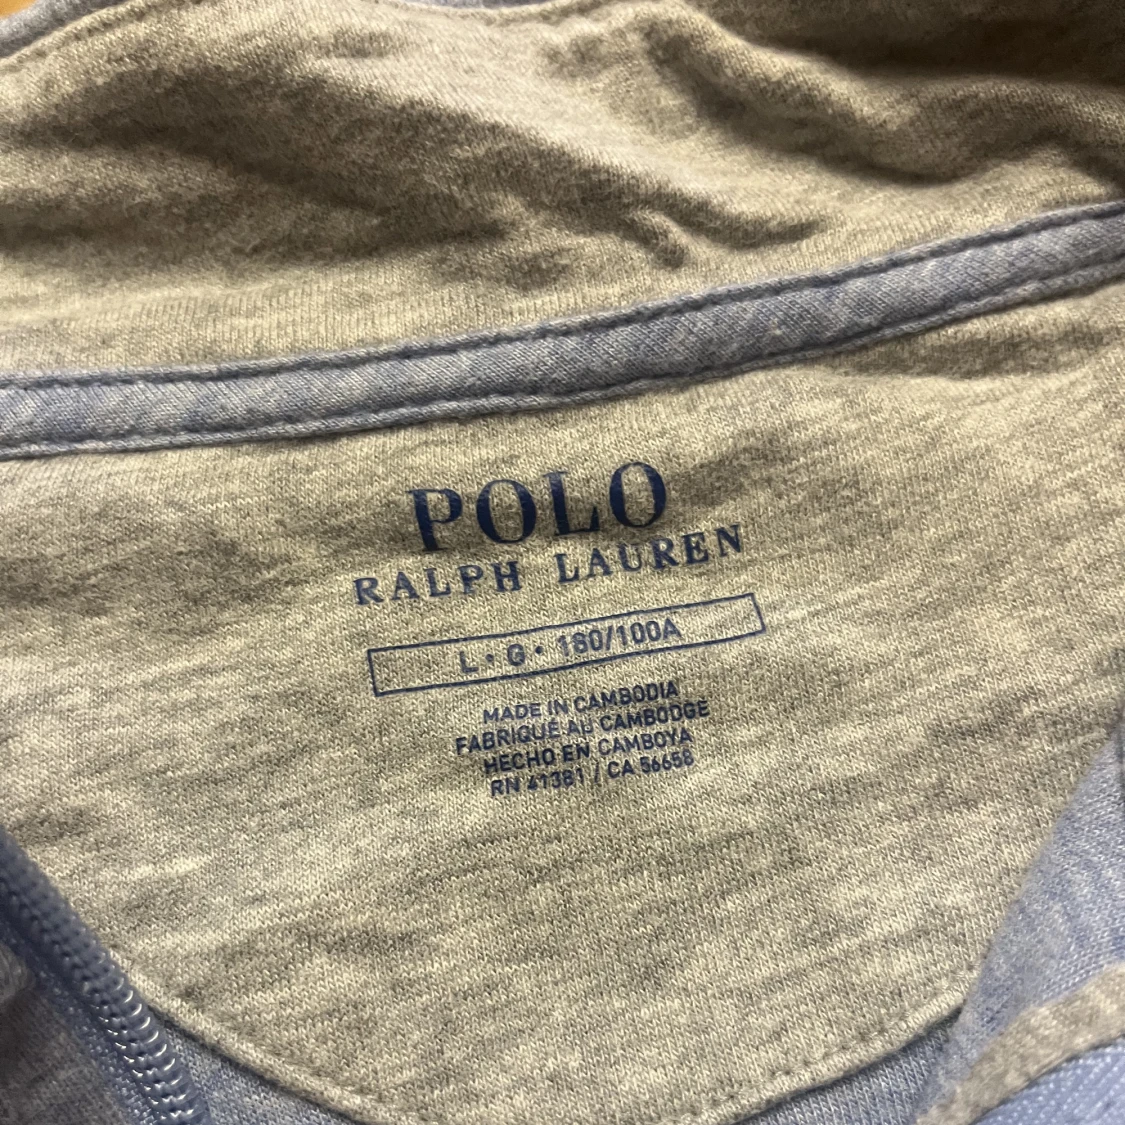 POLO
RALPH LAUREN
L • G • 180/100A
MADE IN CAMBODIA
FABRIQUÉ AU CAMBODGE
HECHO EN CAMBOYA
RN 41381 / CA 56658